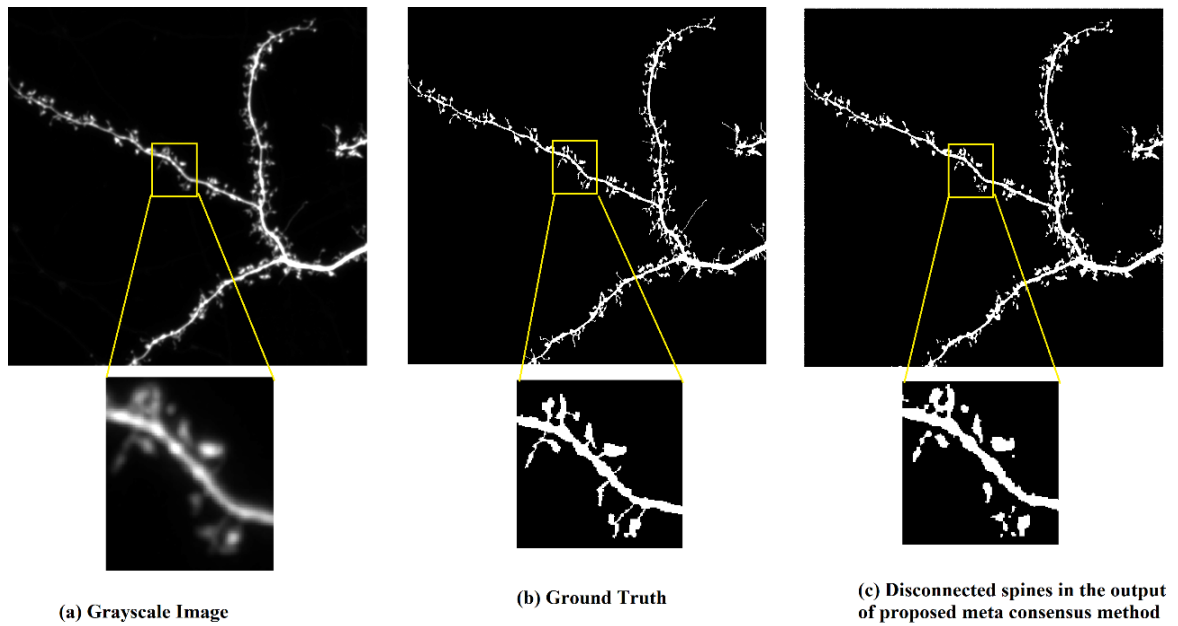 (a) Grayscale Image
(b) Ground Truth
(c) Disconnected spines in the output
of proposed meta consensus method